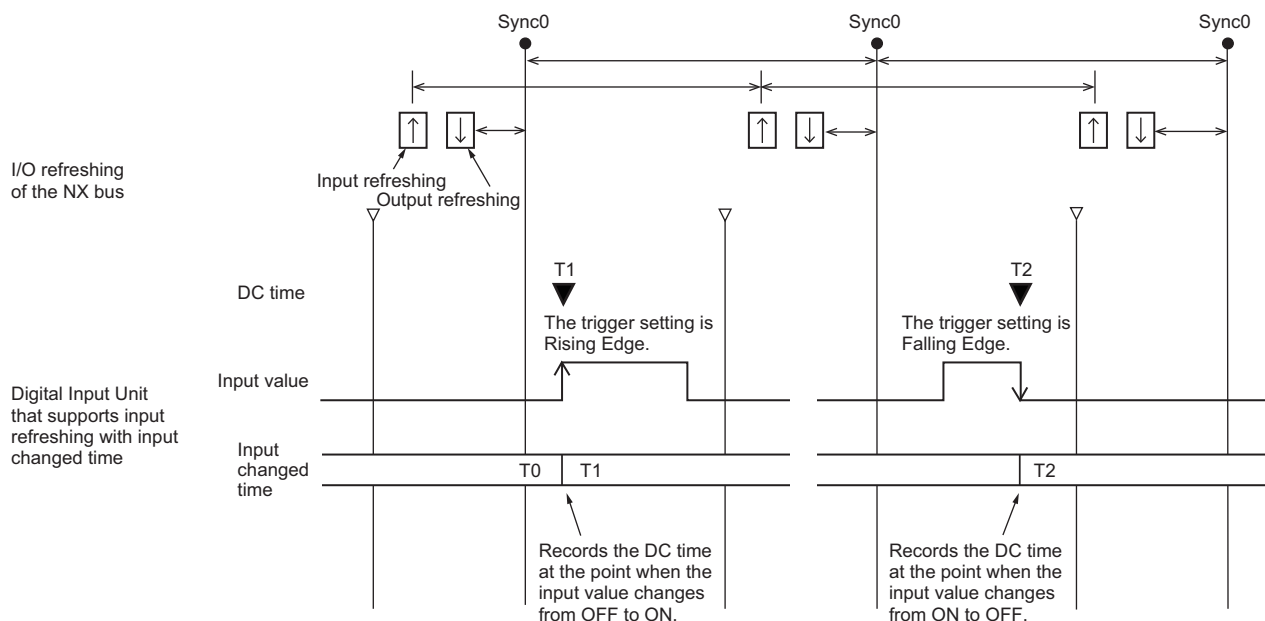 Sync0
Sync0
Sync0
I/O refreshing
of the NX bus
Input refreshing
Output refreshing
DC time
T1
T2
The trigger setting is
Rising Edge.
The trigger setting is
Falling Edge.
Digital Input Unit
that supports input
refreshing with input
changed time
Input value
Input
changed
time
T0
T1
T2
Records the DC time
at the point when the
input value changes
from OFF to ON.
Records the DC time
at the point when the
input value changes
from ON to OFF.